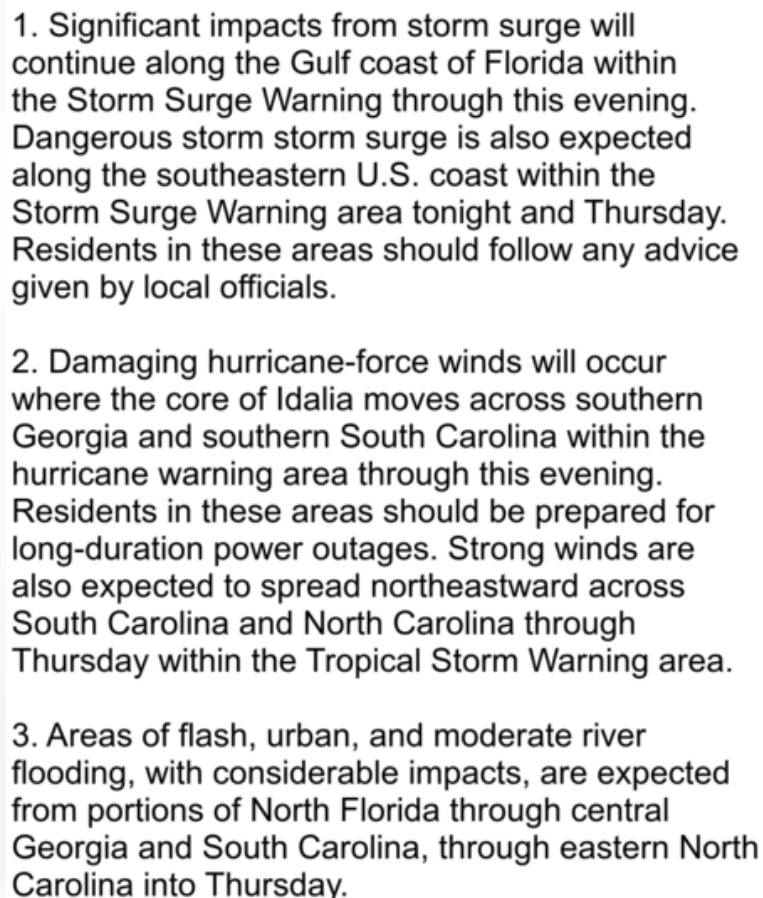 1. Significant impacts from storm surge will
continue along the Gulf coast of Florida within
the Storm Surge Warning through this evening.
Dangerous storm storm surge is also expected
along the southeastern U.S. coast within the
Storm Surge Warning area tonight and Thursday.
Residents in these areas should follow any advice
given by local officials.
2. Damaging hurricane-force winds will occur
where the core of Idalia moves across southern
Georgia and southern South Carolina within the
hurricane warning area through this evening.
Residents in these areas should be prepared for
long-duration power outages. Strong winds are
also expected to spread northeastward across
South Carolina and North Carolina through
Thursday within the Tropical Storm Warning area.
3. Areas of flash, urban, and moderate river
flooding, with considerable impacts, are expected
from portions of North Florida through central
Georgia and South Carolina, through eastern North
Carolina into Thursday.